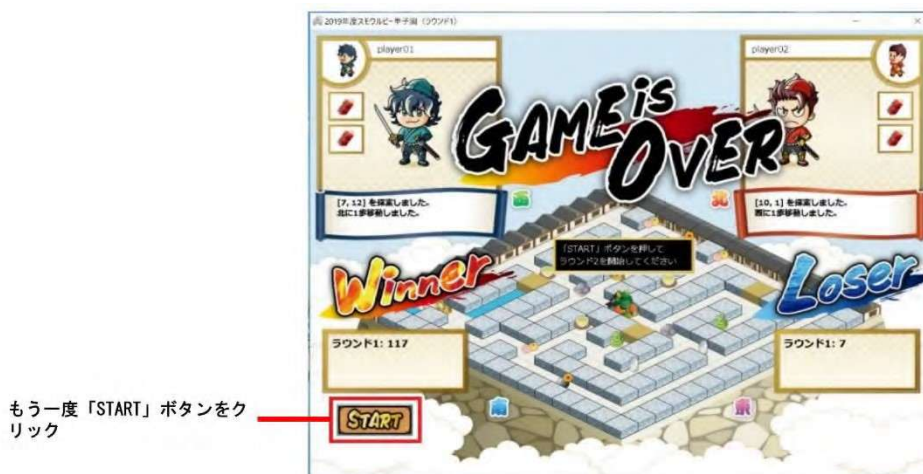 2019年度スモウルビー甲子園 (ラウンド1)
player01
player02
GAME is OVER
[7, 12] を探索しました。
北に1歩移動しました。
西
北
[10, 1] を探索しました。
西に1歩移動しました。
「START」ボタンを押して
ラウンド2を開始してください
Winner
Loser
ラウンド1: 117
ラウンド1: 7
もう一度「START」ボタンをク
リック
START
南
東